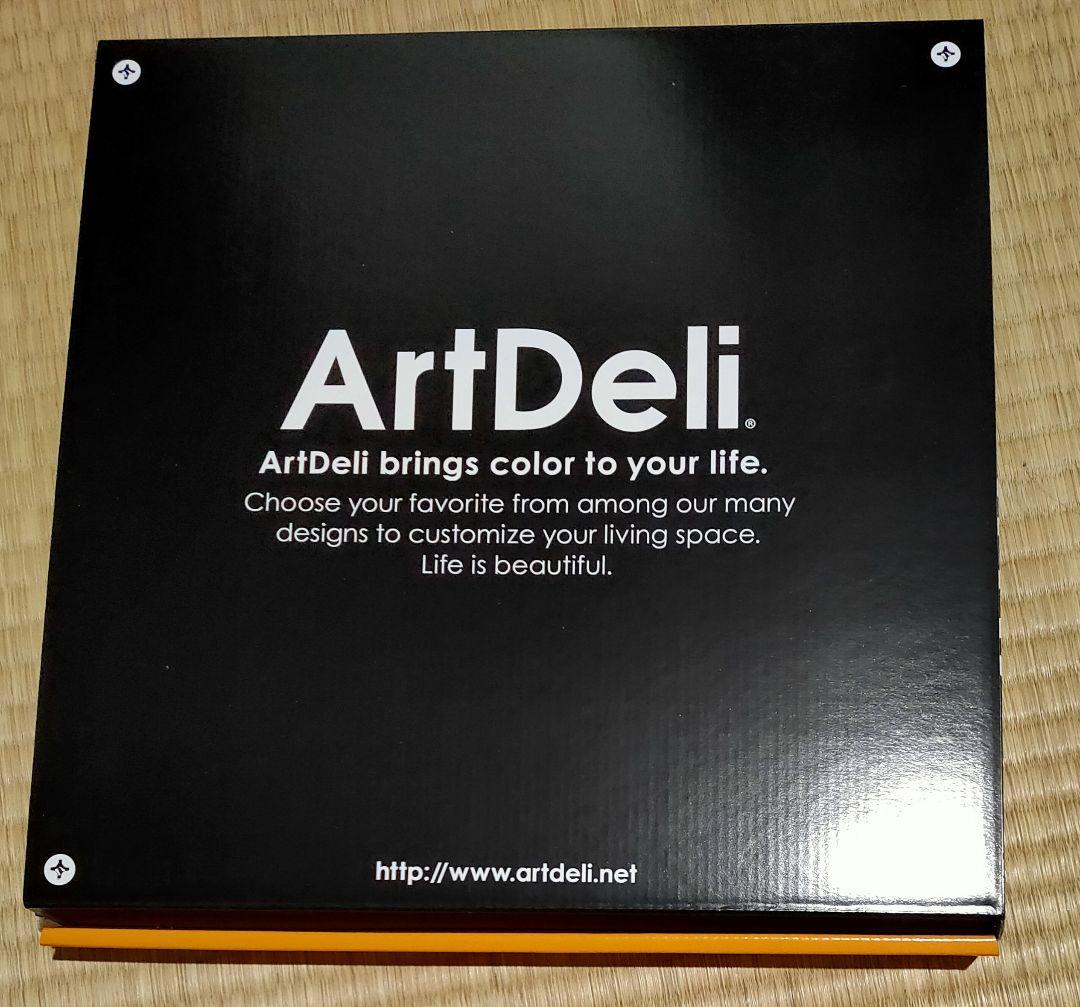 ArtDeli®
ArtDeli brings color to your life.
Choose your favorite from among our many
designs to customize your living space.
Life is beautiful.
http://www.artdeli.net